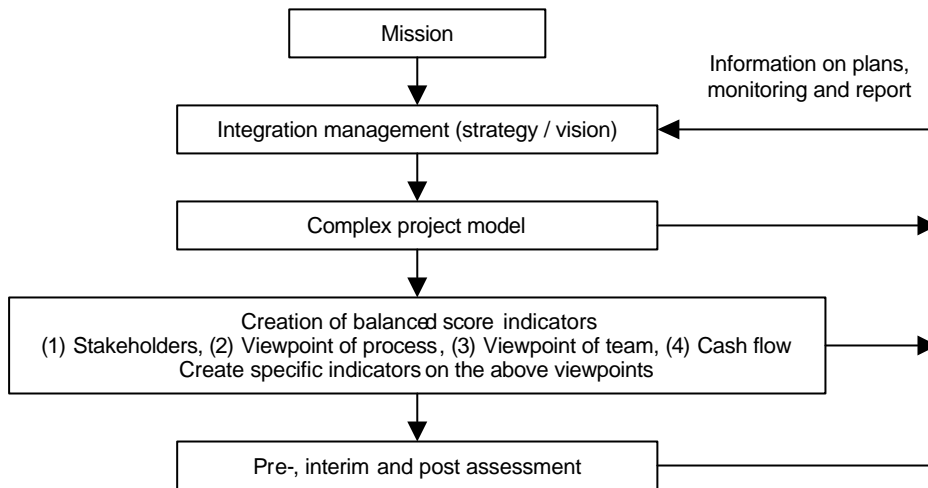 Mission
Information on plans,
monitoring and report
Integration management (strategy / vision)
Complex project model
Creation of balanced score indicators
(1) Stakeholders, (2) Viewpoint of process, (3) Viewpoint of team, (4) Cash flow
Create specific indicators on the above viewpoints
Pre-, interim and post assessment